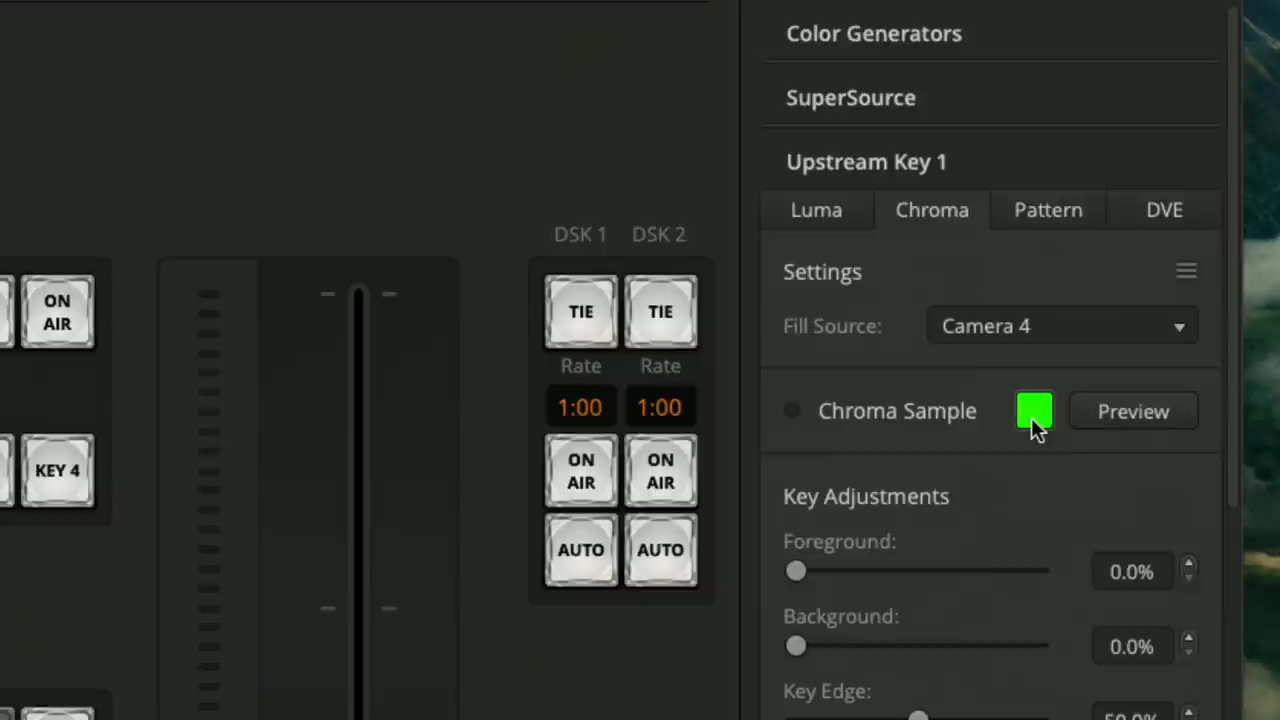 Color Generators
SuperSource
Upstream Key 1
Luma
Chroma
Pattern
DVE
DSK 1
DSK 2
Settings
ON
AIR
TIE
TIE
Fill Source:
Camera 4
Rate
Rate
1:00
1:00
Chroma Sample
Preview
KEY 4
ON
AIR
ON
AIR
Key Adjustments
Foreground:
0.0%
AUTO
AUTO
Background:
0.0%
Key Edge:
50.0%